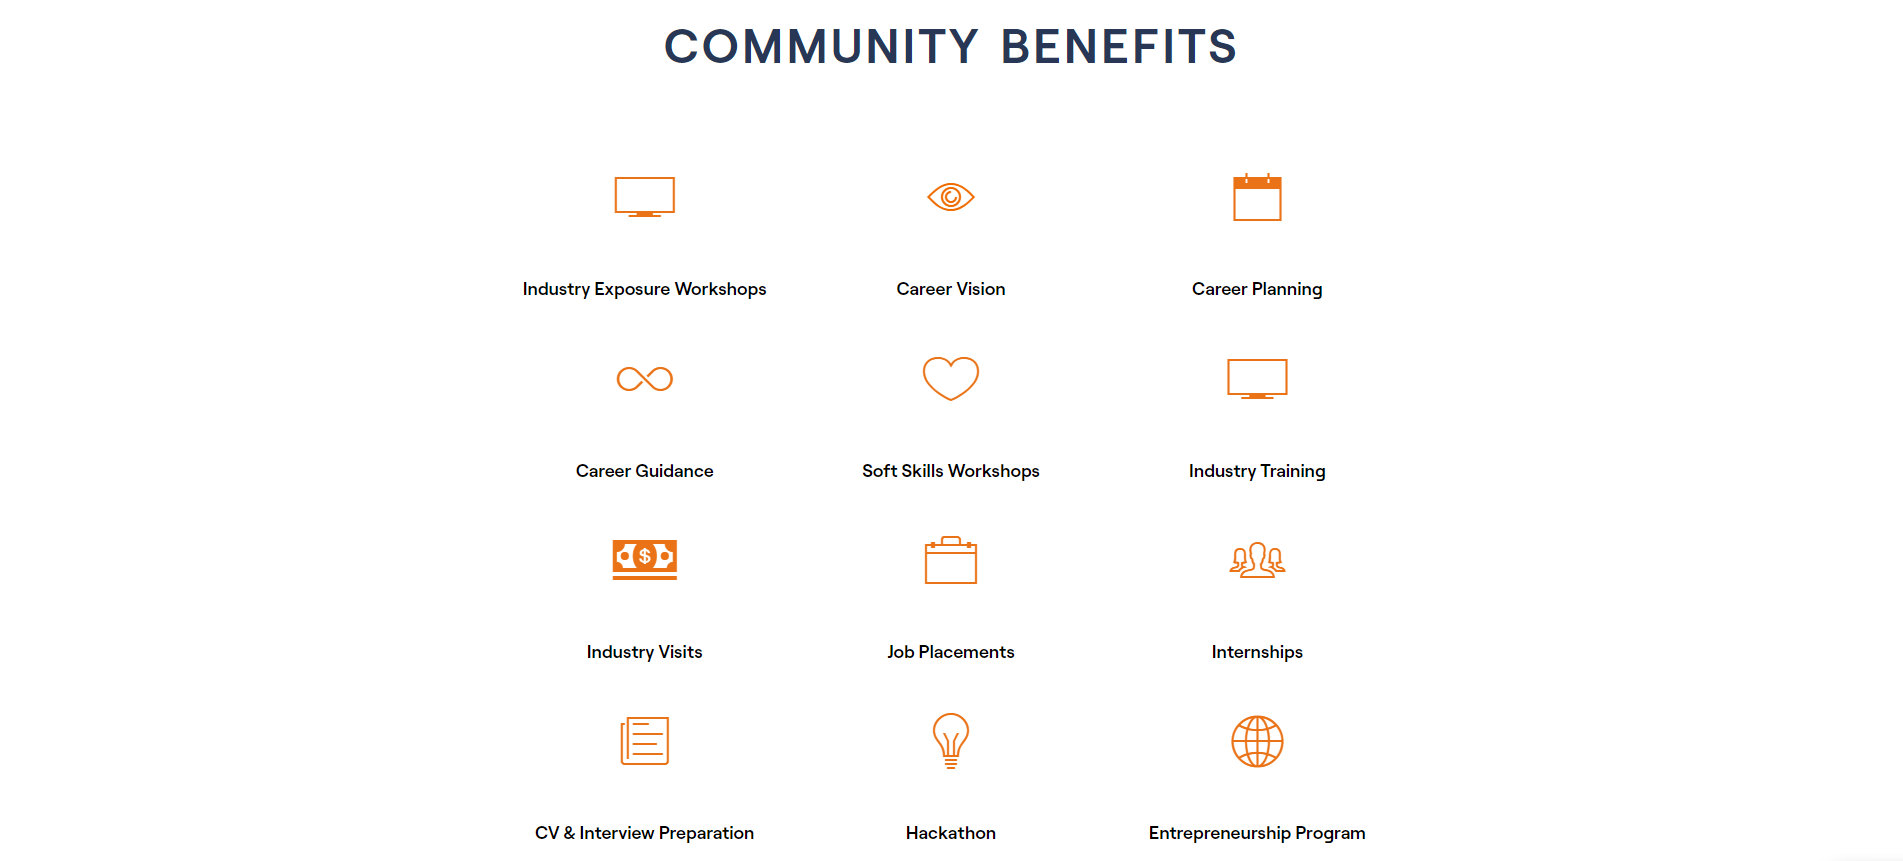 COMMUNITY BENEFITS
Industry Exposure Workshops
Career Vision
Career Planning
Career Guidance
Soft Skills Workshops
Industry Training
$
Industry Visits
Job Placements
Internships
CV & Interview Preparation
Hackathon
Entrepreneurship Program